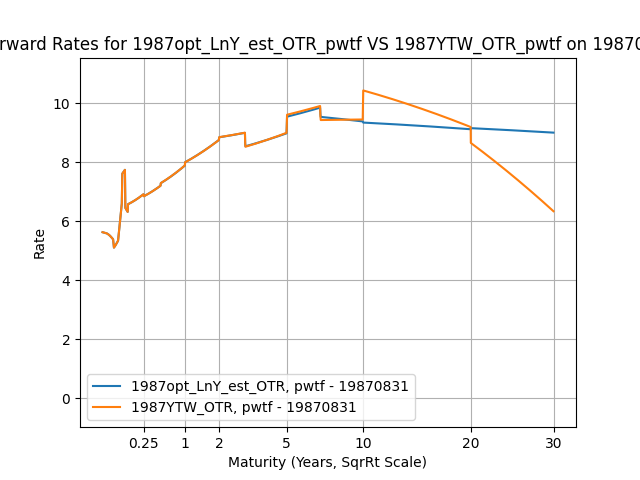 rward Rates for 1987opt_LnY_est_OTR_pwtf VS 1987YTW_OTR_pwtf on 19870
10
8
6
4
2
0
Rate
1987opt_LnY_est_OTR, pwtf - 19870831
1987YTW_OTR, pwtf - 19870831
0.25 1 2 5 10 20 30
Maturity (Years, SqrRt Scale)